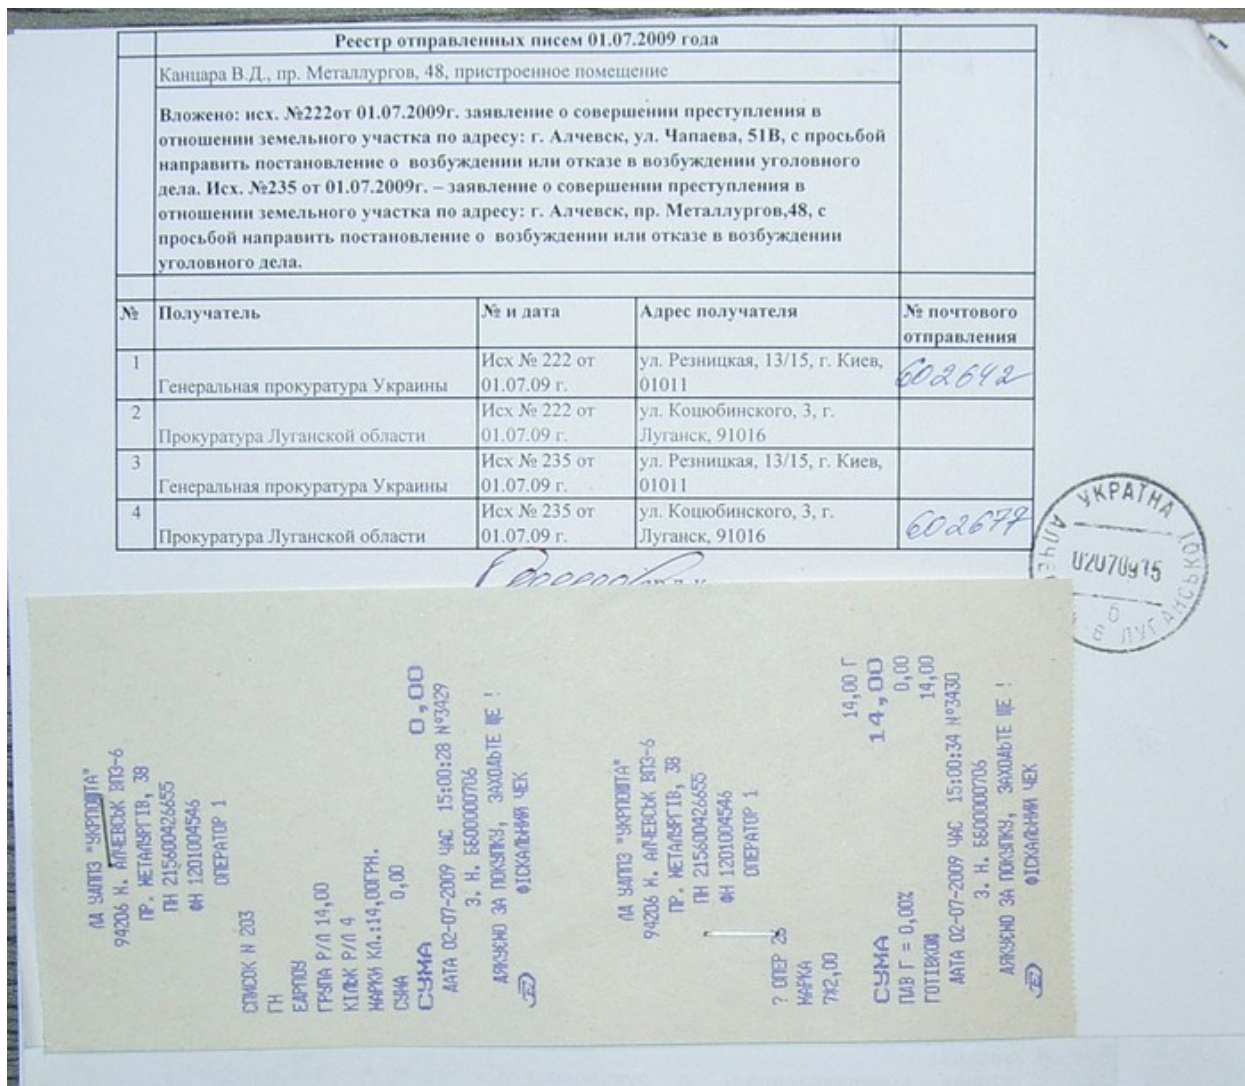 Реестр отправленных писем 01.07.2009 года
Канцара В.Д., пр. Металлургов, 48, пристроенное помещение
Вложено: исх. №222от 01.07.2009г. заявление о совершении преступления в
отношении земельного участка по адресу: г. Алчевск, ул. Чапаева, 51В, с просьбой
направить постановление о возбуждении или отказе в возбуждении уголовного
дела. Исх. №235 от 01.07.2009г. – заявление о совершении преступления в
отношении земельного участка по адресу: г. Алчевск, пр. Металлургов,48, с
просьбой направить постановление о возбуждении или отказе в возбуждении
уголовного дела.
№ Получатель № и дата Адрес получателя № почтового
отправления
1 Генеральная прокуратура Украины Исх № 222 от
01.07.09 г. ул. Резницкая, 13/15, г. Киев,
01011 602642
2 Прокуратура Луганской области Исх № 222 от
01.07.09 г. ул. Коцюбинского, 3, г.
Луганск, 91016
3 Генеральная прокуратура Украины Исх № 235 от
01.07.09 г. ул. Резницкая, 13/15, г. Киев,
01011
4 Прокуратура Луганской области Исх № 235 от
01.07.09 г. ул. Коцюбинского, 3, г.
Луганск, 91016 602677
УКРАЇНА
020709 15
6
ЛУГАНСЬКОЇ
ЛА УДППЗ "УКРПОШТА"
94206 М. АЛЧЕВСЬК ВПЗ-6
ПР. МЕТАЛУРГІВ, 38
ПН 215600426655
ФН 1201004546
ОПЕРАТОР 1
СПИСОК N 203
ГН
ЕДРПОУ
ГРУПА Р/Л 14,00
КІЛЬК Р/Л 4
МАРКИ КЛ.:14,00ГРН.
СУМА 0,00
СУМА 0,00
ДАТА 02-07-2009 ЧАС 15:00:28 №3429
З. Н. ББ00000706
ДЯКУЄМО ЗА ПОКУПКУ, ЗАХОДЬТЕ ЩЕ !
ФІСКАЛЬНИЙ ЧЕК
ЛА УДППЗ "УКРПОШТА"
94206 М. АЛЧЕВСЬК ВПЗ-6
ПР. МЕТАЛУРГІВ, 38
ПН 215600426655
ФН 1201004546
ОПЕРАТОР 1
? ОПЕР 26
МАРКА
7X2,00 14,00 Г
СУМА 14,00
ПДВ Г = 0,00% 0,00
ГОТІВКОЮ 14,00
ДАТА 02-07-2009 ЧАС 15:00:34 №3430
З. Н. ББ00000706
ДЯКУЄМО ЗА ПОКУПКУ, ЗАХОДЬТЕ ЩЕ !
ФІСКАЛЬНИЙ ЧЕК